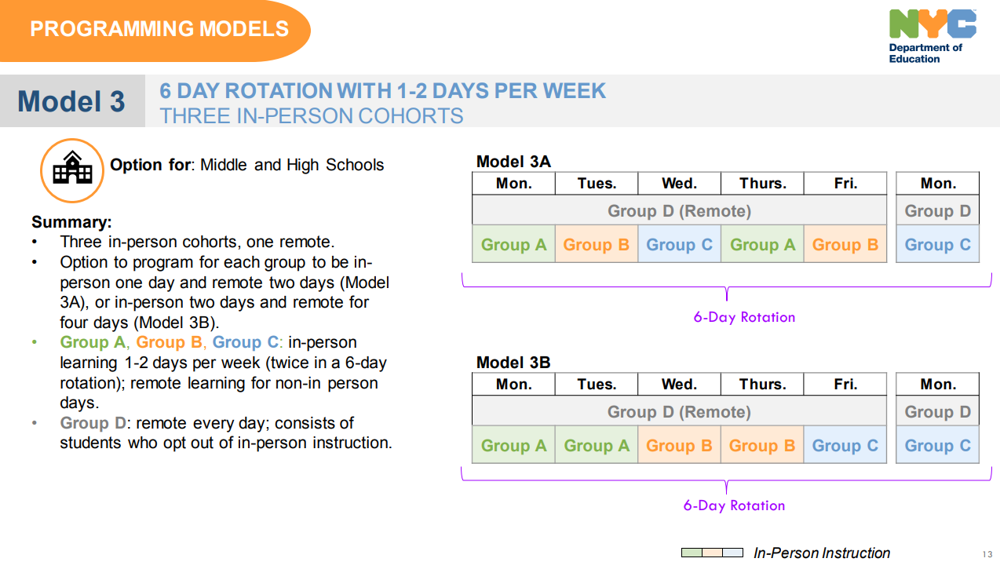 PROGRAMMING MODELS
NYC
Department of
Education
Model 3
6 DAY ROTATION WITH 1-2 DAYS PER WEEK
THREE IN-PERSON COHORTS
Option for: Middle and High Schools
Summary:
• Three in-person cohorts, one remote.
• Option to program for each group to be in-
person one day and remote two days (Model
3A), or in-person two days and remote for
four days (Model 3B).
• Group A, Group B, Group C: in-person
learning 1-2 days per week (twice in a 6-day
rotation); remote learning for non-in person
days.
• Group D: remote every day; consists of
students who opt out of in-person instruction.
Model 3A
Mon. Tues. Wed. Thurs. Fri. Mon.
Group D (Remote) Group D
Group A Group B Group C Group A Group B Group C
6-Day Rotation
Model 3B
Mon. Tues. Wed. Thurs. Fri. Mon.
Group D (Remote) Group D
Group A Group A Group B Group B Group C Group C
6-Day Rotation
In-Person Instruction
13